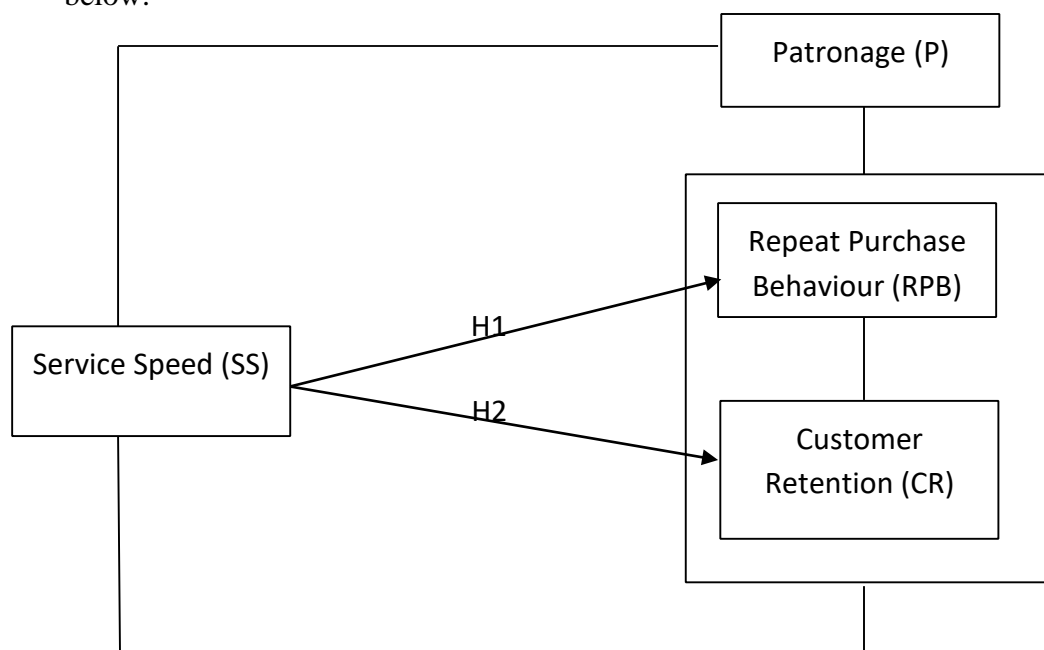 below:
Patronage (P)
Repeat Purchase
Behaviour (RPB)
H1
Service Speed (SS)
H2
Customer
Retention (CR)